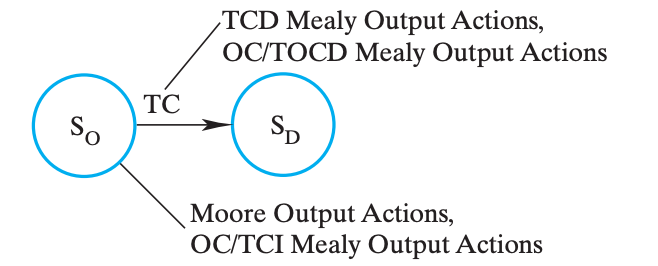 TCD Mealy Output Actions,
OC/TOCD Mealy Output Actions
TC
S_O
S_D
Moore Output Actions,
OC/TCI Mealy Output Actions